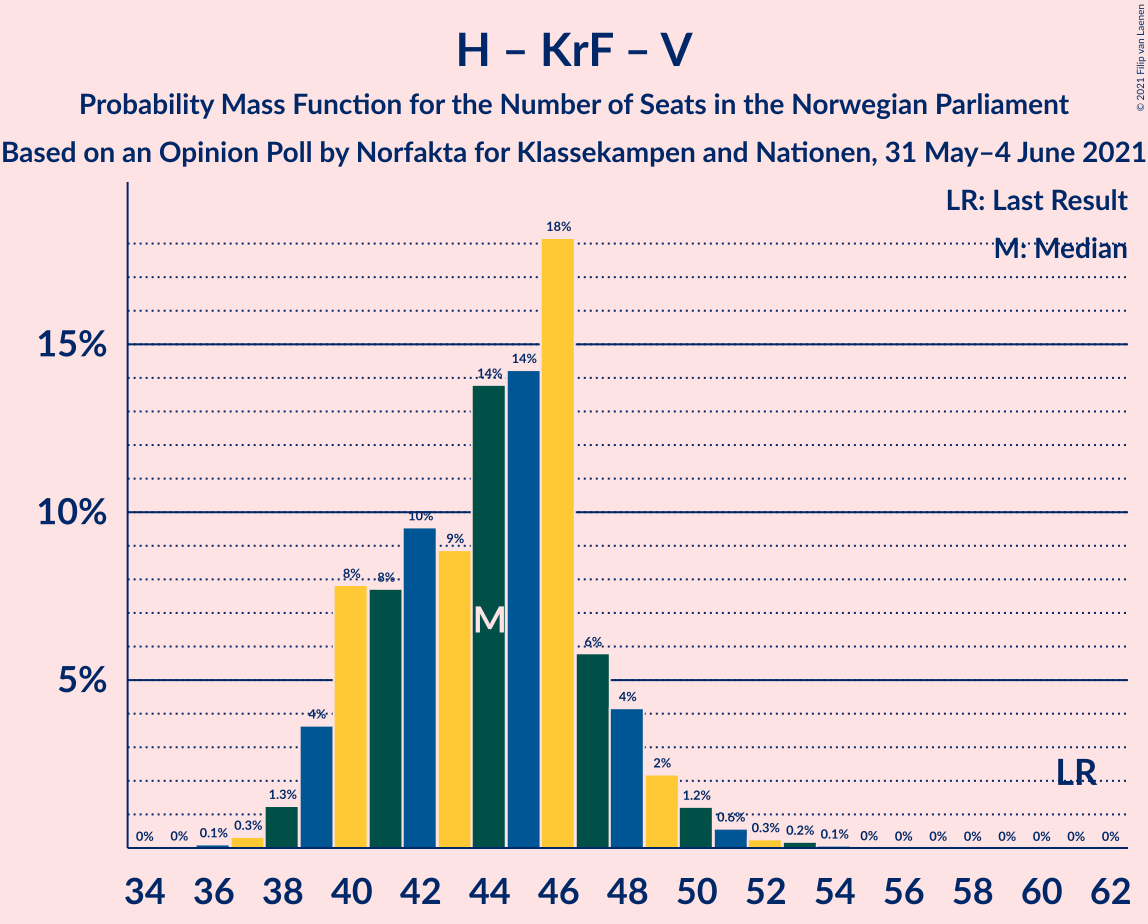 H – KrF – V
Probability Mass Function for the Number of Seats in the Norwegian Parliament
Based on an Opinion Poll by Norfakta for Klassekampen and Nationen, 31 May–4 June 2021
© 2021 Filip van Laenen
LR: Last Result
M: Median
15%
10%
5%
0% 0% 0.1% 0.3% 1.3% 4% 8% 8% 10% 9% 14% 14% 18% 6% 4% 2% 1.2% 0.6% 0.3% 0.2% 0.1% 0% 0% 0% 0% 0% 0% 0% 0%
M
LR
34 36 38 40 42 44 46 48 50 52 54 56 58 60 62